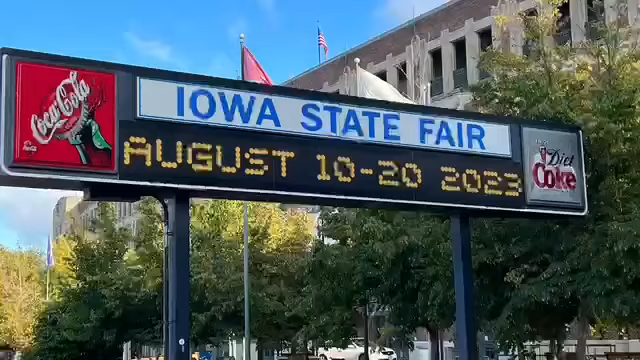 Coca-Cola
IOWA STATE FAIR
AUGUST 10-20 2023
Diet
Coke